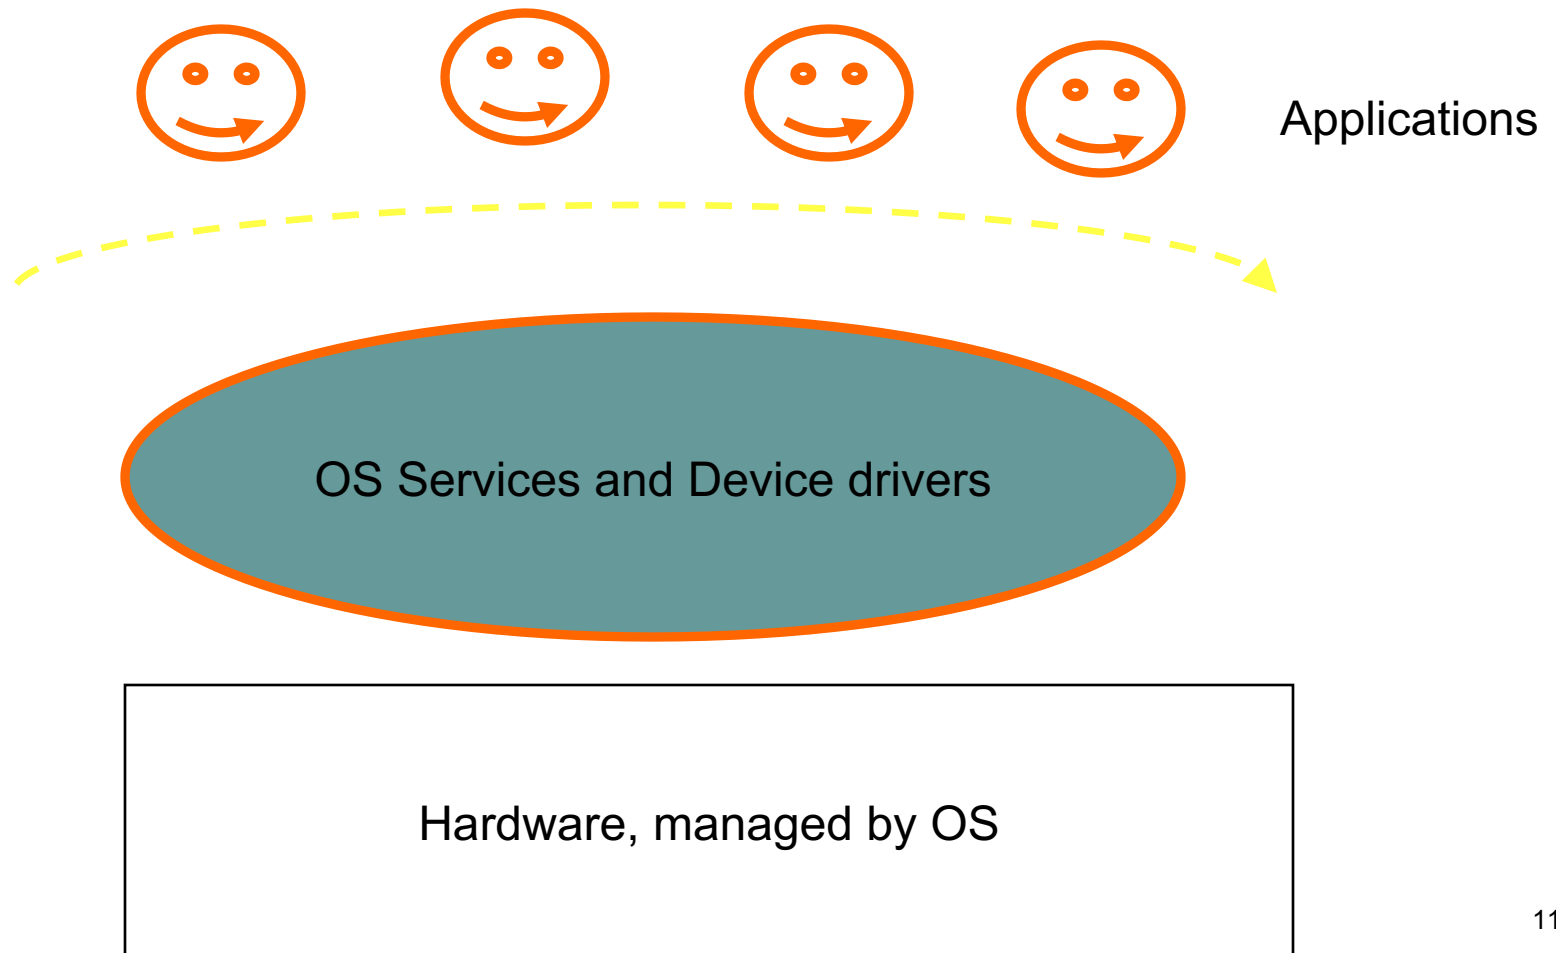 Applications
OS Services and Device drivers
Hardware, managed by OS
11